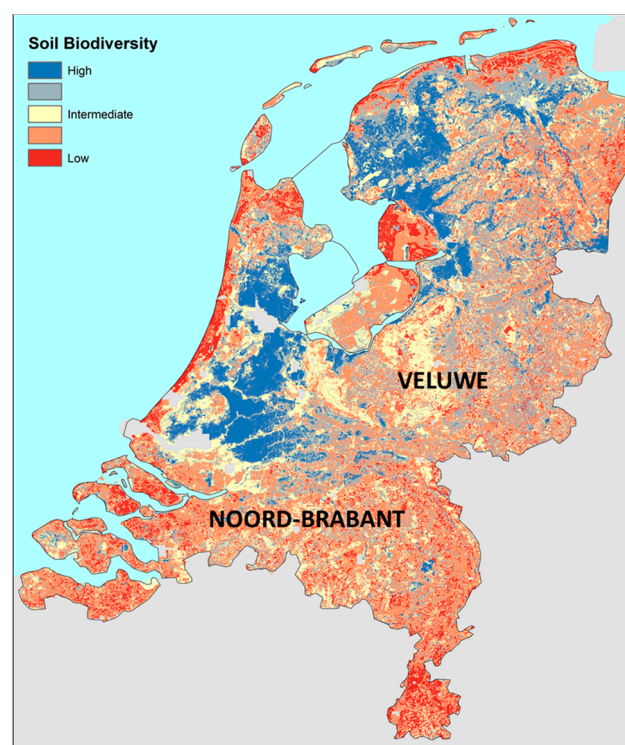 Soil Biodiversity
High
Intermediate
Low
VELUWE
NOORD-BRABANT